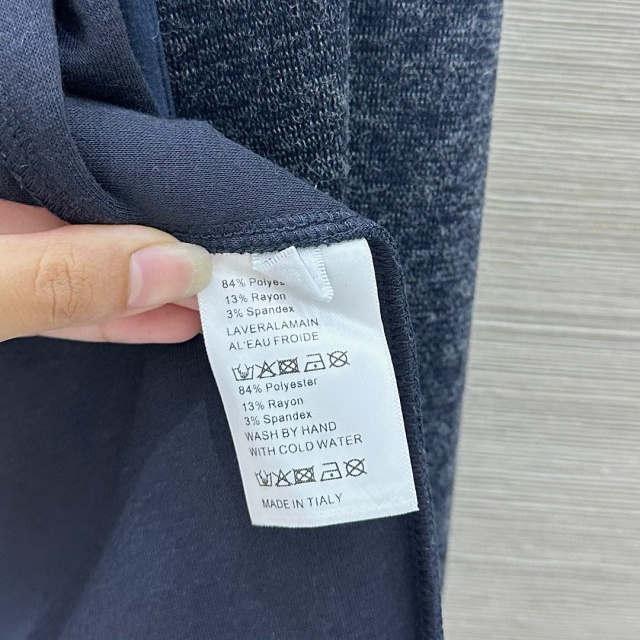 84% Polyes
13% Rayon
3% Spandex
LAVERALAMAIN
AL'EAU FROIDE
84% Polyester
13% Rayon
3% Spandex
WASH BY HAND
WITH COLD WATER
MADE IN TIALY